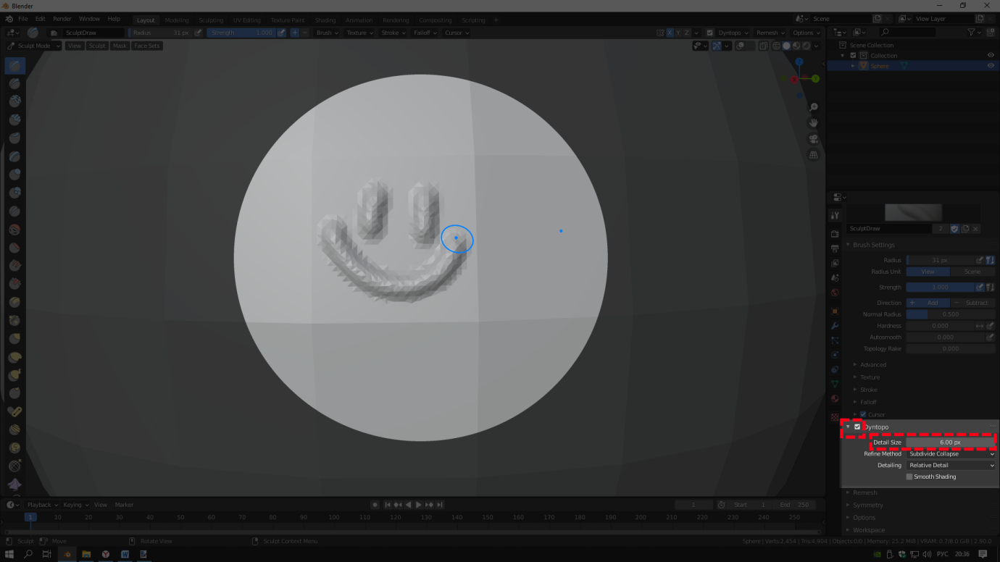 Blender
File Edit Render Window Help Layout Modeling Sculpting UV Editing Texture Paint Shading Animation Rendering Compositing Scripting + Scene View Layer
SculptDraw Radius 31 px Strength 1.000 Brush Texture Stroke Falloff Cursor X Y Z Dyntopo Remesh Options
Sculpt Mode View Sculpt Mask Face Sets
Scene Collection
Collection
Sphere
Z
Y
SculptDraw 2
Brush Settings
Radius 31 px
Radius Unit View Scene
Strength 1.000
Direction + Add − Subtract
Normal Radius 0.500
Hardness 0.000
Autosmooth 0.000
Topology Rake 0.000
Advanced
Texture
Stroke
Falloff
Cursor
Dyntopo
Detail Size 6.00 px
Refine Method Subdivide Collapse
Detailing Relative Detail
Smooth Shading
Remesh
Symmetry
Options
Workspace
Playback Keying View Marker 1 Start 1 End 250
1 10 20 30 40 50 60 70 80 90 100 110 120 130 140 150 160 170 180 190 200 210 220 230 240 250
Sculpt Move Rotate View Sculpt Context Menu Sphere | Verts:2,454 | Tris:4,904 | Objects:0/0 | Memory: 25.2 MiB | VRAM: 0.7/8.0 GiB | 2.90.0
РУС 20:36